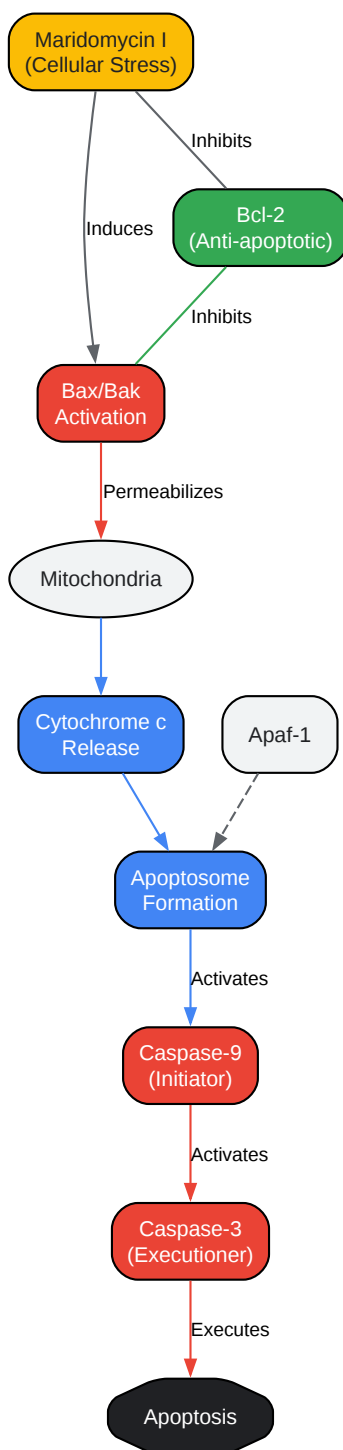 Maridomycin I
(Cellular Stress)
Inhibits
Induces
Bcl-2
(Anti-apoptotic)
Inhibits
Bax/Bak
Activation
Permeabilizes
Mitochondria
Cytochrome c
Release
Apaf-1
Apoptosome
Formation
Activates
Caspase-9
(Initiator)
Activates
Caspase-3
(Executioner)
Executes
Apoptosis